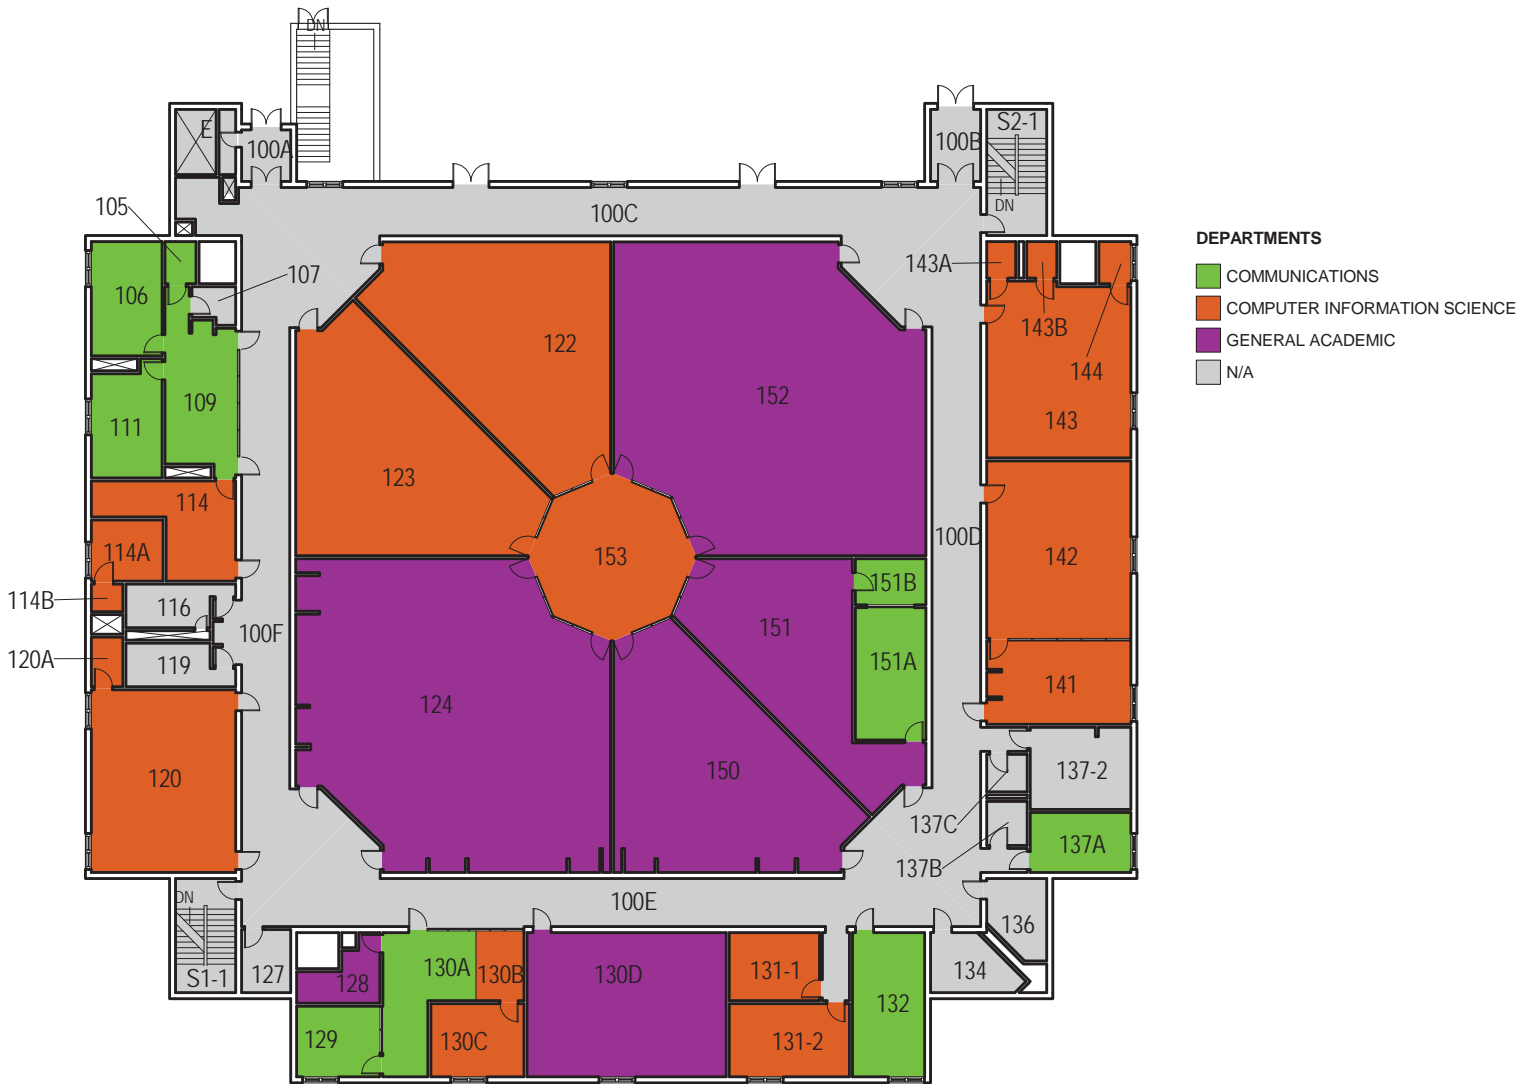 DN
E
100A
100B
S2-1
DN
105
100C
DEPARTMENTS
COMMUNICATIONS
COMPUTER INFORMATION SCIENCE
GENERAL ACADEMIC
N/A
106
107
143A
143B
144
122
152
109
111
143
123
114
100D
114A
153
142
151B
114B
116
100F
151
120A
119
151A
141
124
120
150
137-2
137C
137A
137B
DN
100E
136
S1-1
127
128
130A
130B
130D
131-1
134
132
129
130C
131-2